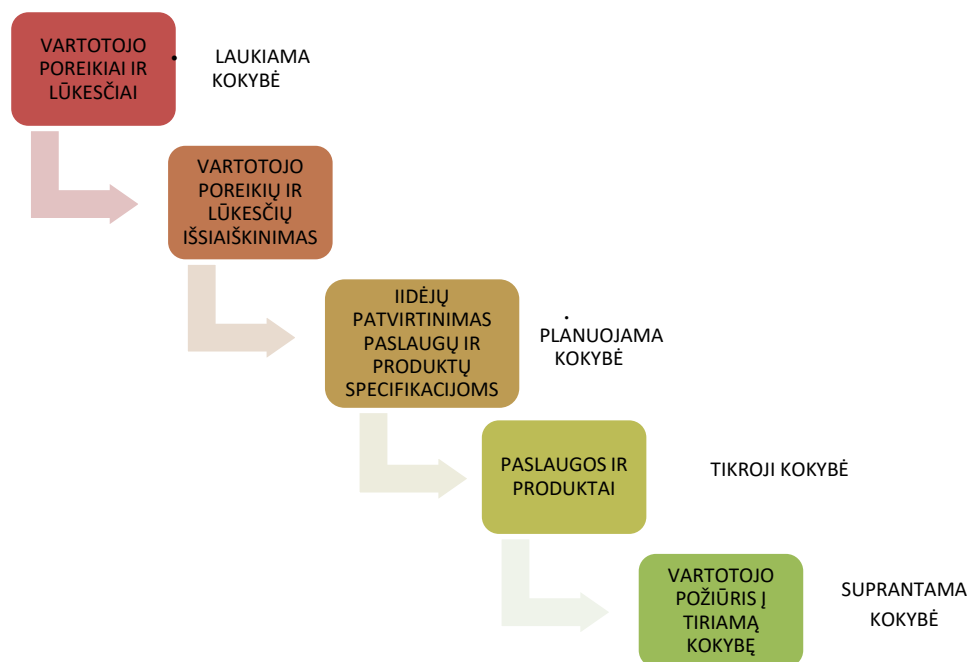 VARTOTOJO
POREIKIAI IR
LŪKESČIAI
• LAUKIAMA
KOKYBĖ
VARTOTOJO
POREIKIŲ IR
LŪKESČIŲ
IŠSIAIŠKINIMAS
IIDĖJŲ
PATVIRTINIMAS
PASLAUGŲ IR
PRODUKTŲ
SPECIFIKACIJOMS
•
PLANUOJAMA
KOKYBĖ
PASLAUGOS IR
PRODUKTAI
TIKROJI KOKYBĖ
VARTOTOJO
POŽIŪRIS Į
TIRIAMĄ
KOKYBĘ
SUPRANTAMA
KOKYBĖ